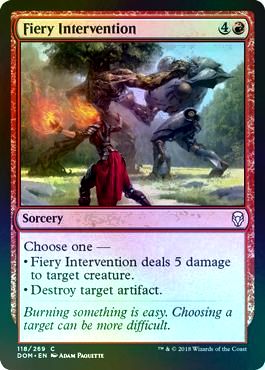 Fiery Intervention 4
Sorcery
Choose one —
• Fiery Intervention deals 5 damage
to target creature.
• Destroy target artifact.
Burning something is easy. Choosing a
target can be more difficult.
118/269 C
DOM • EN Adam Paquette
™ & © 2018 Wizards of the Coast